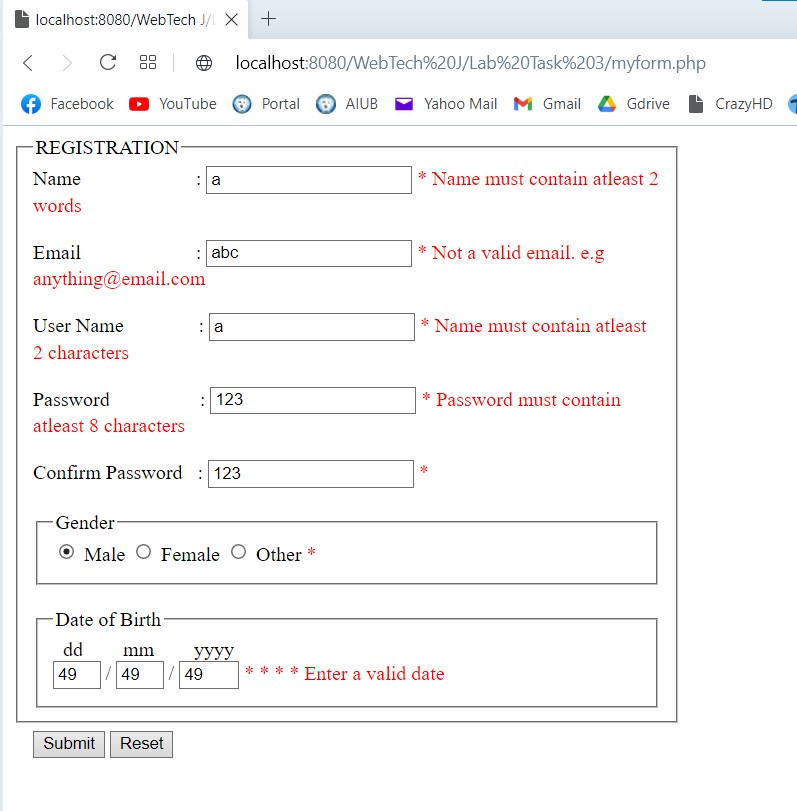 localhost:8080/WebTech J/L
localhost:8080/WebTech%20J/Lab%20Task%203/myform.php
Facebook YouTube Portal AIUB Yahoo Mail Gmail Gdrive CrazyHD
REGISTRATION
Name : a * Name must contain atleast 2
words
Email : abc * Not a valid email. e.g
anything@email.com
User Name : a * Name must contain atleast
2 characters
Password : 123 * Password must contain
atleast 8 characters
Confirm Password : 123 *
Gender
Male Female Other *
Date of Birth
dd mm yyyy
49 / 49 / 49 * * * * Enter a valid date
Submit Reset